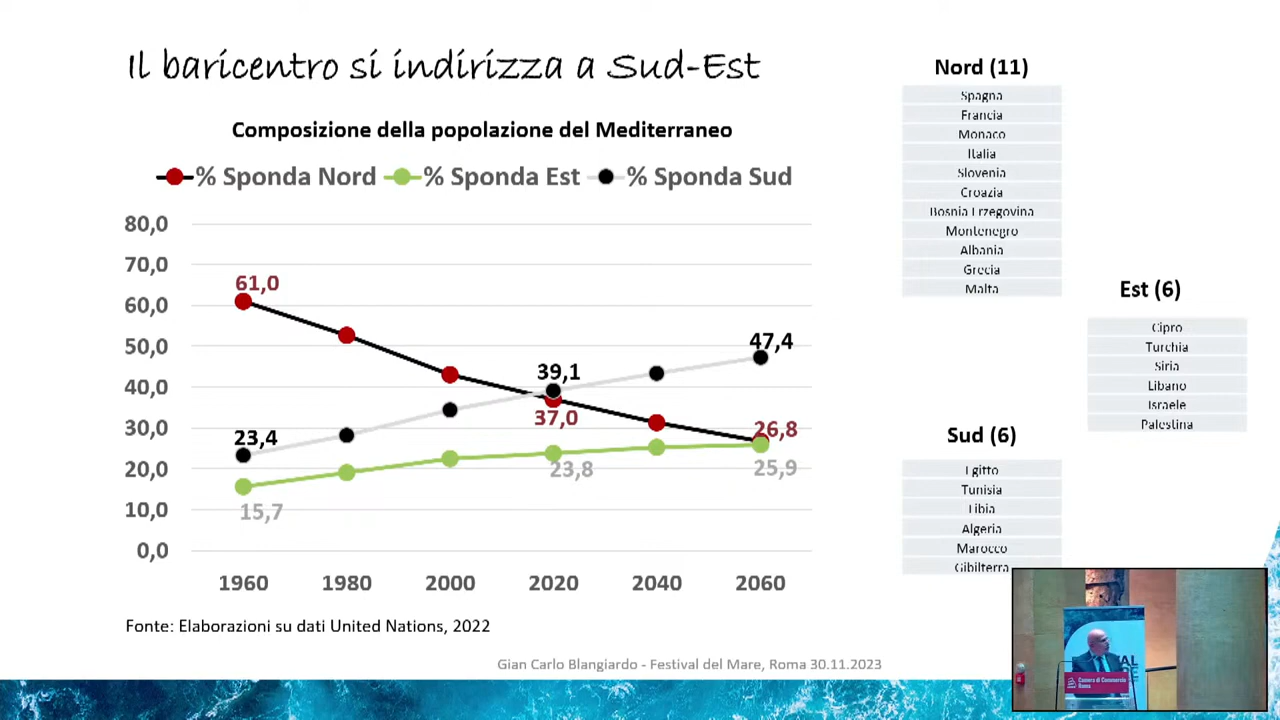 Il baricentro si indirizza a Sud-Est
Composizione della popolazione del Mediterraneo
% Sponda Nord % Sponda Est % Sponda Sud
80,0
70,0
60,0
50,0
40,0
30,0
20,0
10,0
0,0
61,0
23,4
15,7
39,1
37,0
23,8
47,4
26,8
25,9
1960 1980 2000 2020 2040 2060
Fonte: Elaborazioni su dati United Nations, 2022
Nord (11)
Spagna
Francia
Monaco
Italia
Slovenia
Croazia
Bosnia Erzegovina
Montenegro
Albania
Grecia
Malta
Est (6)
Cipro
Turchia
Siria
Libano
Israele
Palestina
Sud (6)
Egitto
Tunisia
Libia
Algeria
Marocco
Gibilterra
Gian Carlo Blangiardo - Festival del Mare, Roma 30.11.2023
Camera di Commercio
Roma